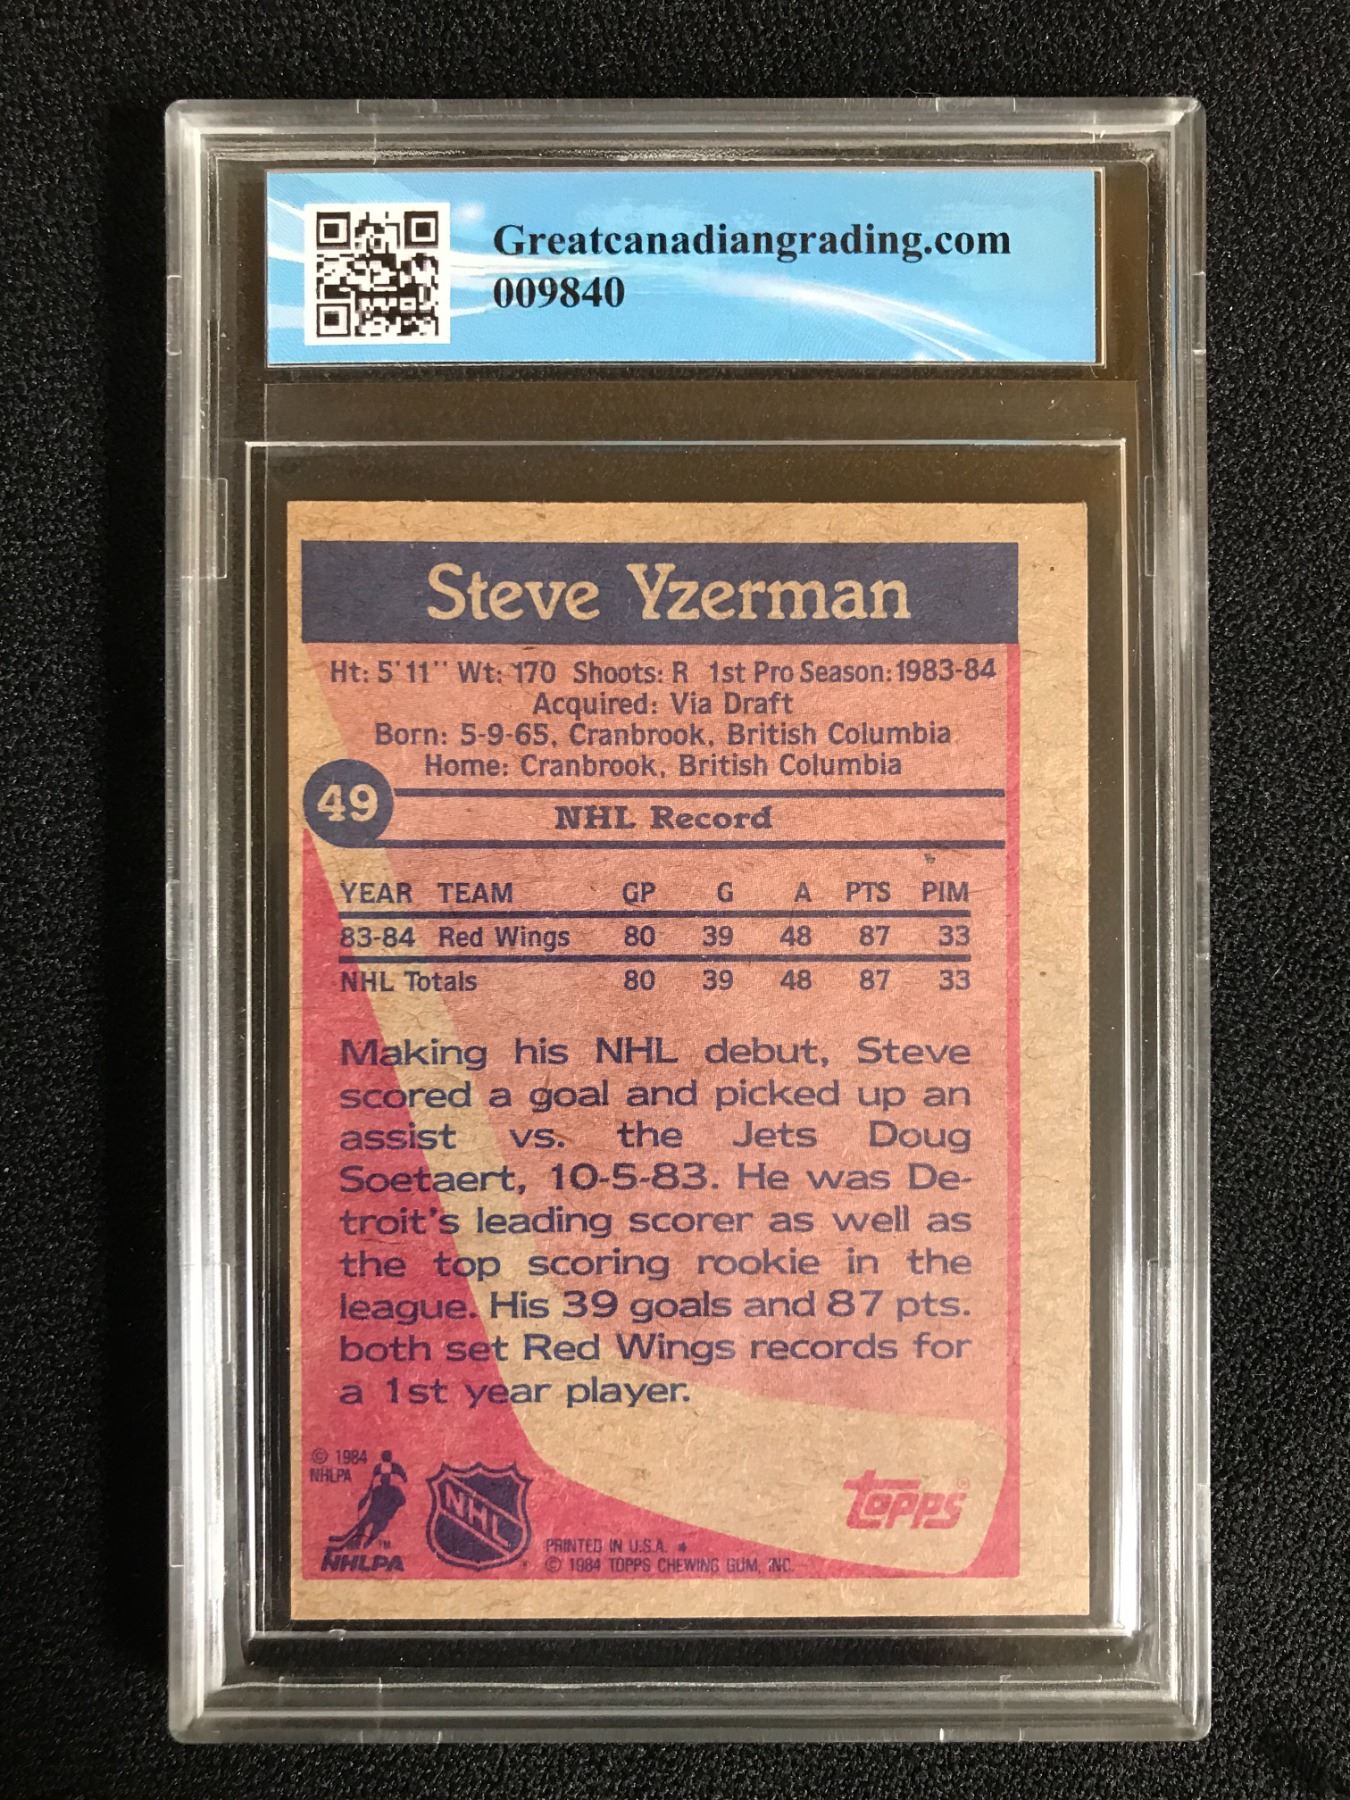 Greatcanadiangrading.com
009840
Steve Yzerman
Ht: 5'11'' Wt: 170 Shoots: R 1st Pro Season: 1983-84
Acquired: Via Draft
Born: 5-9-65, Cranbrook, British Columbia
Home: Cranbrook, British Columbia
49
NHL Record
YEAR TEAM GP G A PTS PIM
83-84 Red Wings 80 39 48 87 33
NHL Totals 80 39 48 87 33
Making his NHL debut, Steve
scored a goal and picked up an
assist vs. the Jets Doug
Soetaert, 10-5-83. He was De-
troit's leading scorer as well as
the top scoring rookie in the
league. His 39 goals and 87 pts.
both set Red Wings records for
a 1st year player.
© 1984
NHLPA
NHLPA™
NHL
PRINTED IN U.S.A.
© 1984 TOPPS CHEWING GUM, INC.
topps®